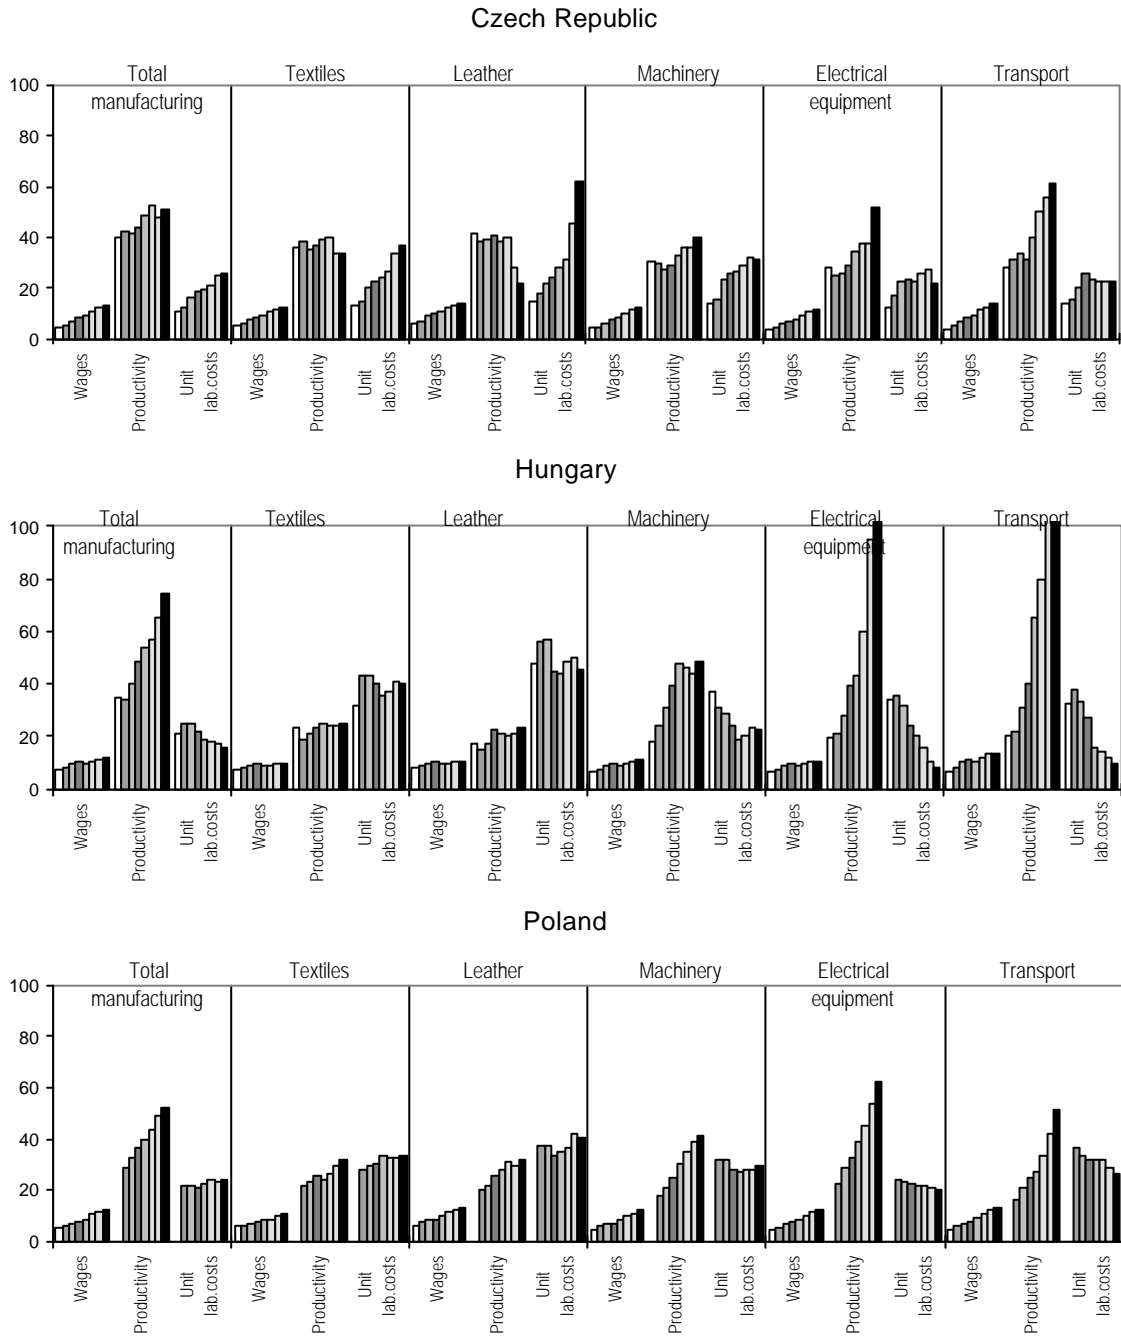 Czech Republic
Total Textiles Leather Machinery Electrical Transport
100
manufacturing equipment
80
60
40
20
0
Wages Productivity Unit lab.costs Wages Productivity Unit lab.costs Wages Productivity Unit lab.costs Wages Productivity Unit lab.costs Wages Productivity Unit lab.costs Wages Productivity Unit lab.costs
Hungary
Total Textiles Leather Machinery Electrical Transport
100
manufacturing equipment
80
60
40
20
0
Wages Productivity Unit lab.costs Wages Productivity Unit lab.costs Wages Productivity Unit lab.costs Wages Productivity Unit lab.costs Wages Productivity Unit lab.costs Wages Productivity Unit lab.costs
Poland
Total Textiles Leather Machinery Electrical Transport
100
manufacturing equipment
80
60
40
20
0
Wages Productivity Unit lab.costs Wages Productivity Unit lab.costs Wages Productivity Unit lab.costs Wages Productivity Unit lab.costs Wages Productivity Unit lab.costs Wages Productivity Unit lab.costs